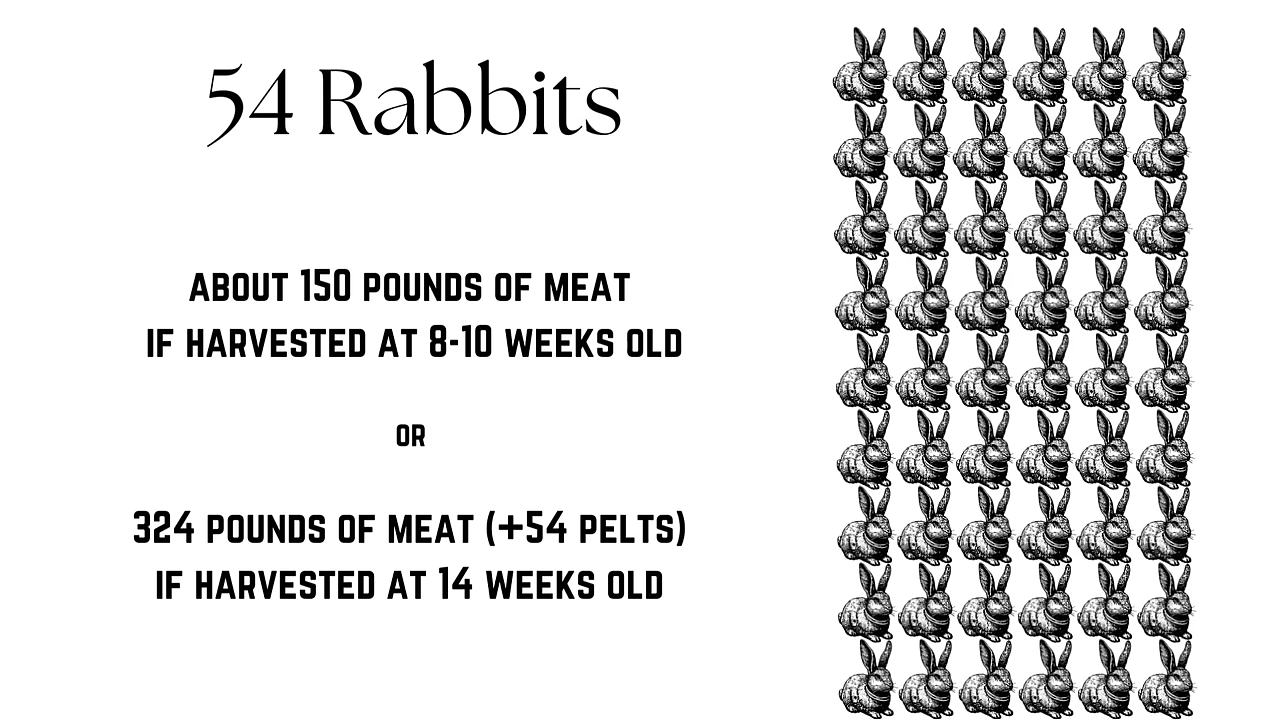 54 Rabbits
ABOUT 150 POUNDS OF MEAT
IF HARVESTED AT 8-10 WEEKS OLD
OR
324 POUNDS OF MEAT (+54 PELTS)
IF HARVESTED AT 14 WEEKS OLD